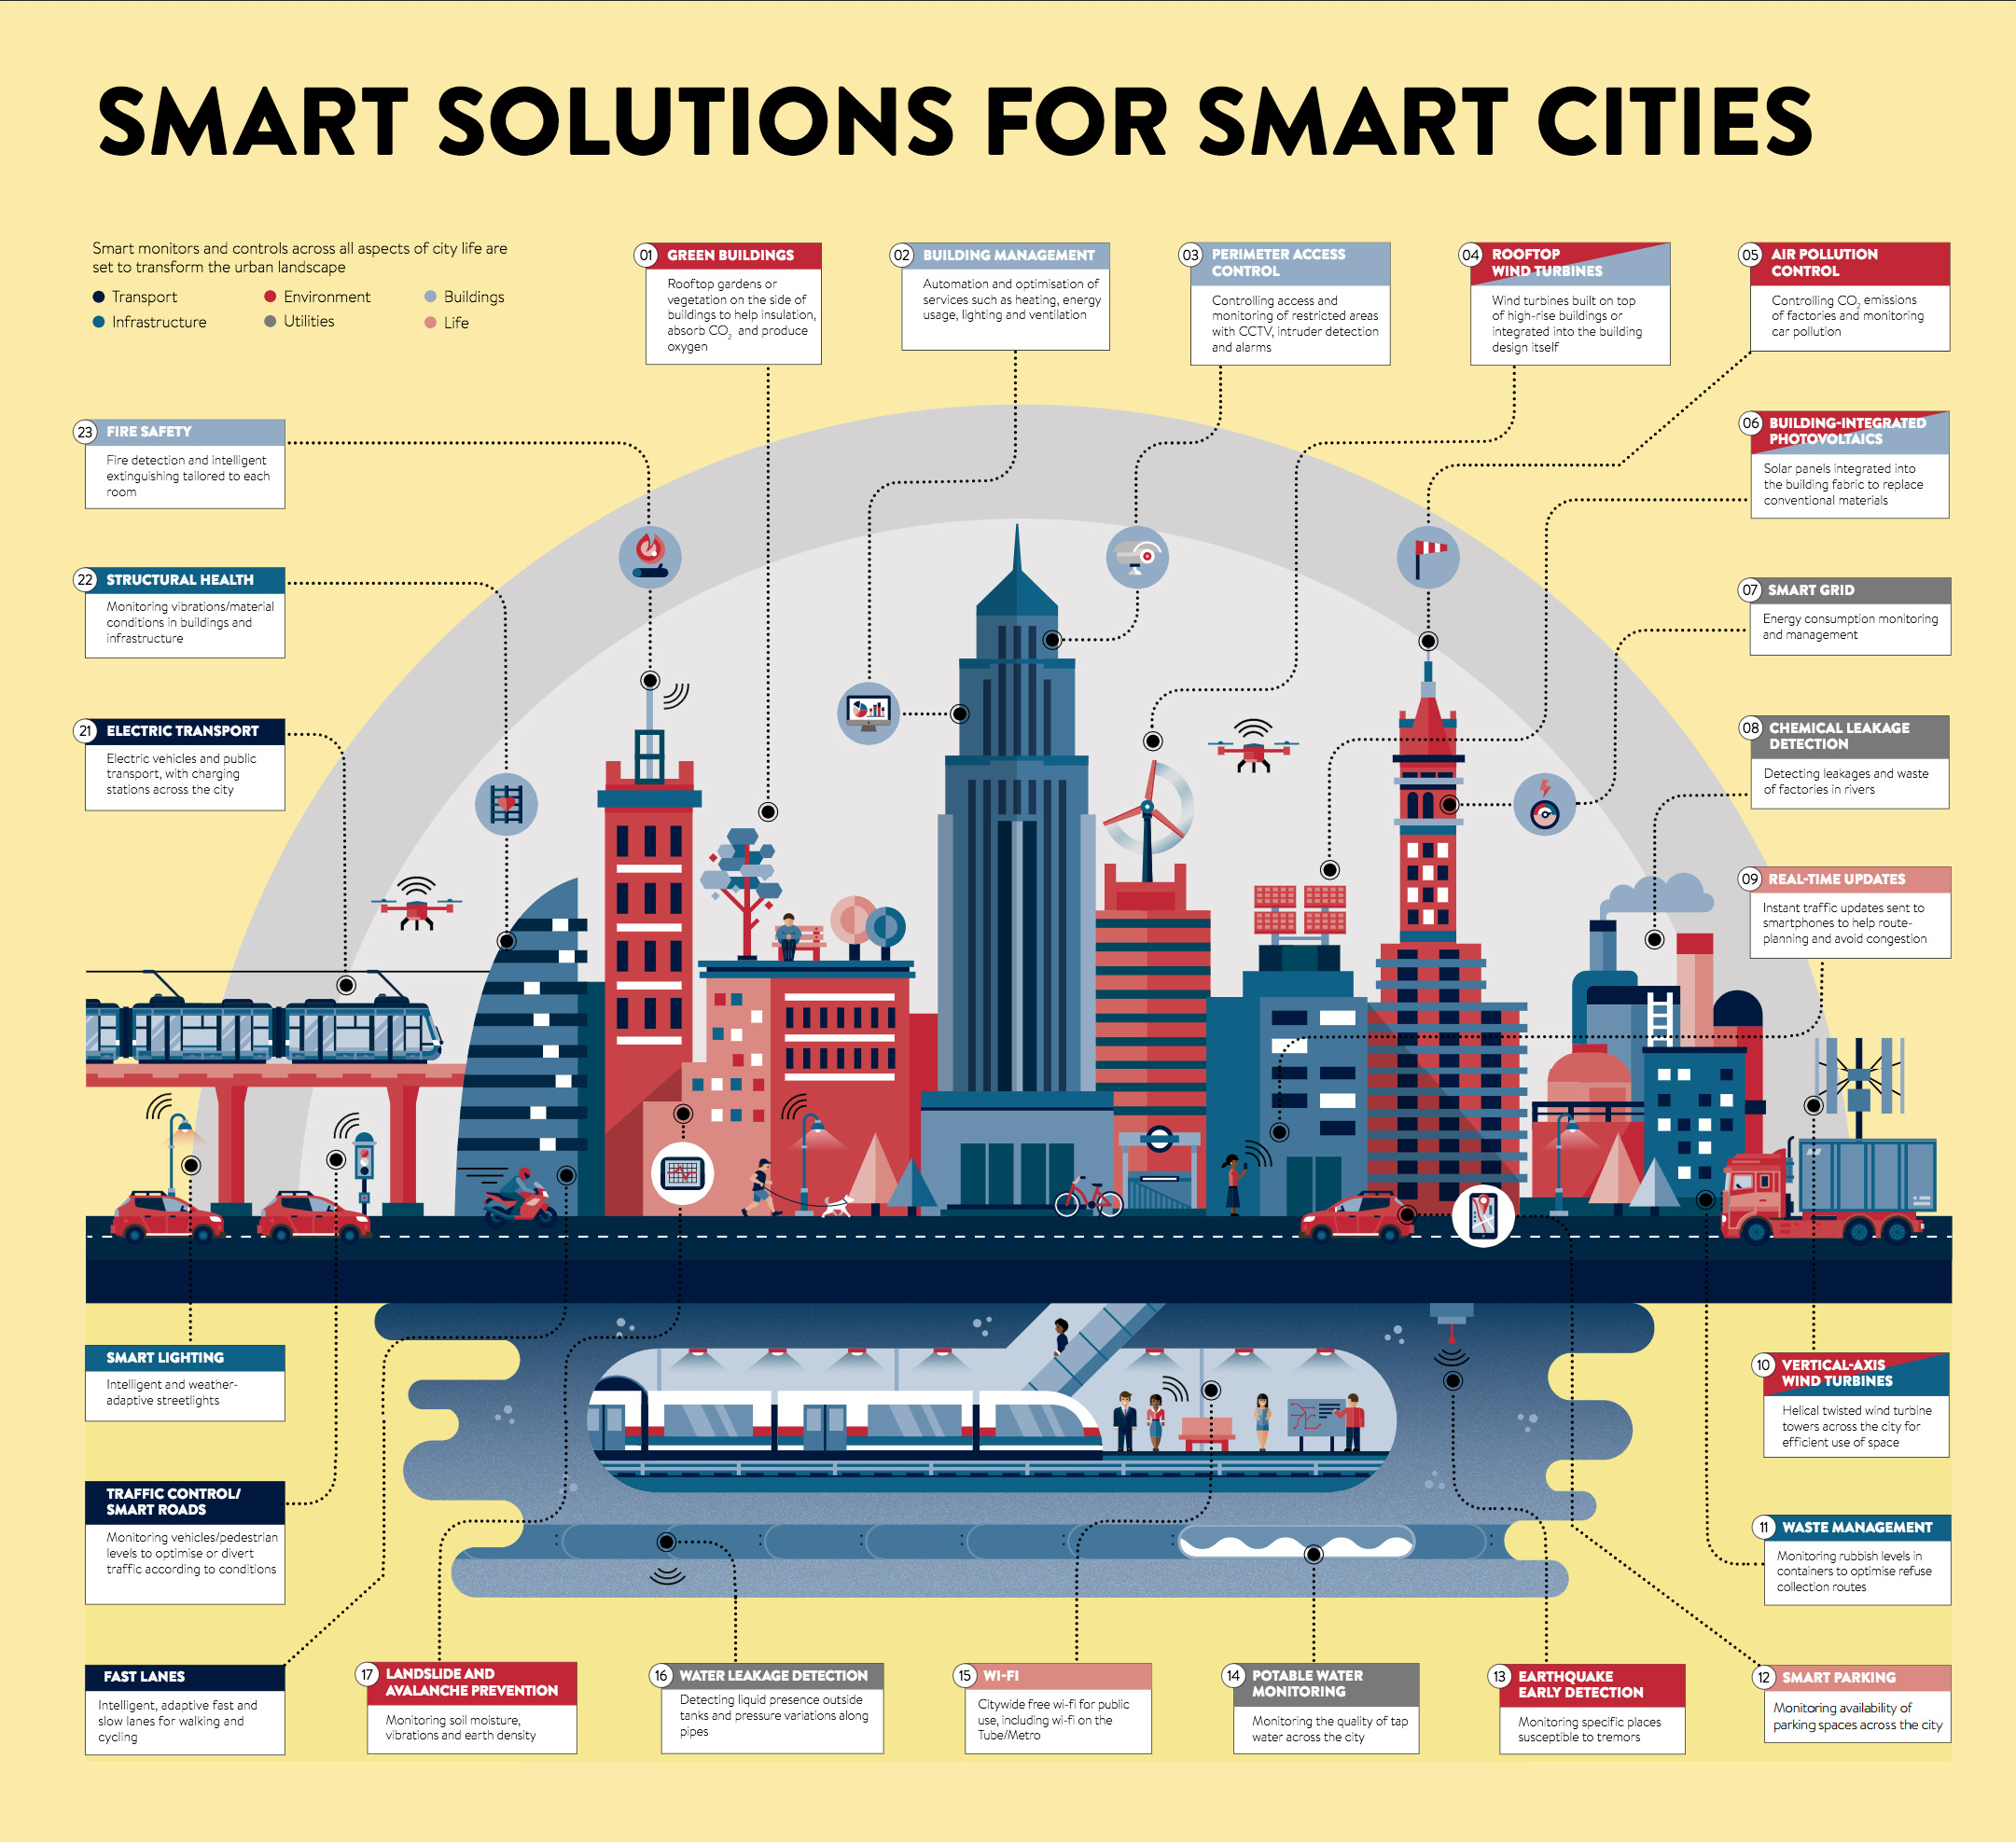 SMART SOLUTIONS FOR SMART CITIES
Smart monitors and controls across all aspects of city life are
set to transform the urban landscape
Transport
Environment
Buildings
Infrastructure
Utilities
Life
01 GREEN BUILDINGS
Rooftop gardens or
vegetation on the side of
buildings to help insulation,
absorb CO₂ and produce
oxygen
02 BUILDING MANAGEMENT
Automation and optimisation of
services such as heating, energy
usage, lighting and ventilation
03 PERIMETER ACCESS
CONTROL
Controlling access and
monitoring of restricted areas
with CCTV, intruder detection
and alarms
04 ROOFTOP
WIND TURBINES
Wind turbines built on top
of high-rise buildings or
integrated into the building
design itself
05 AIR POLLUTION
CONTROL
Controlling CO₂ emissions
of factories and monitoring
car pollution
06 BUILDING-INTEGRATED
PHOTOVOLTAICS
Solar panels integrated into
the building fabric to replace
conventional materials
07 SMART GRID
Energy consumption monitoring
and management
08 CHEMICAL LEAKAGE
DETECTION
Detecting leakages and waste
of factories in rivers
09 REAL-TIME UPDATES
Instant traffic updates sent to
smartphones to help route-
planning and avoid congestion
10 VERTICAL-AXIS
WIND TURBINES
Helical twisted wind turbine
towers across the city for
efficient use of space
11 WASTE MANAGEMENT
Monitoring rubbish levels in
containers to optimise refuse
collection routes
12 SMART PARKING
Monitoring availability of
parking spaces across the city
13 EARTHQUAKE
EARLY DETECTION
Monitoring specific places
susceptible to tremors
14 POTABLE WATER
MONITORING
Monitoring the quality of tap
water across the city
15 WI-FI
Citywide free wi-fi for public
use, including wi-fi on the
Tube/Metro
16 WATER LEAKAGE DETECTION
Detecting liquid presence outside
tanks and pressure variations along
pipes
17 LANDSLIDE AND
AVALANCHE PREVENTION
Monitoring soil moisture,
vibrations and earth density
FAST LANES
Intelligent, adaptive fast and
slow lanes for walking and
cycling
TRAFFIC CONTROL/
SMART ROADS
Monitoring vehicles/pedestrian
levels to optimise or divert
traffic according to conditions
SMART LIGHTING
Intelligent and weather-
adaptive streetlights
21 ELECTRIC TRANSPORT
Electric vehicles and public
transport, with charging
stations across the city
22 STRUCTURAL HEALTH
Monitoring vibrations/material
conditions in buildings and
infrastructure
23 FIRE SAFETY
Fire detection and intelligent
extinguishing tailored to each
room